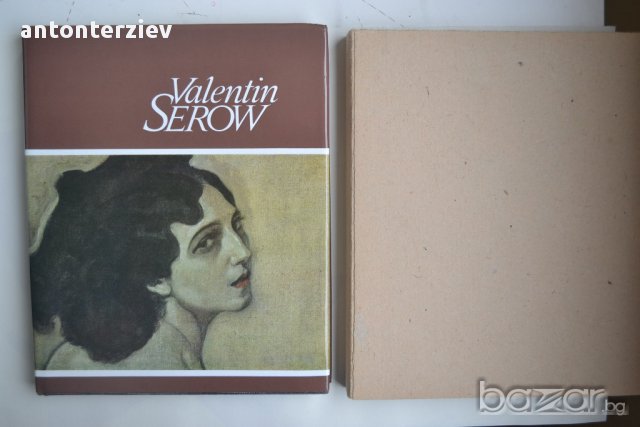 antonterziev
Valentin
SEROW
bazar.bg